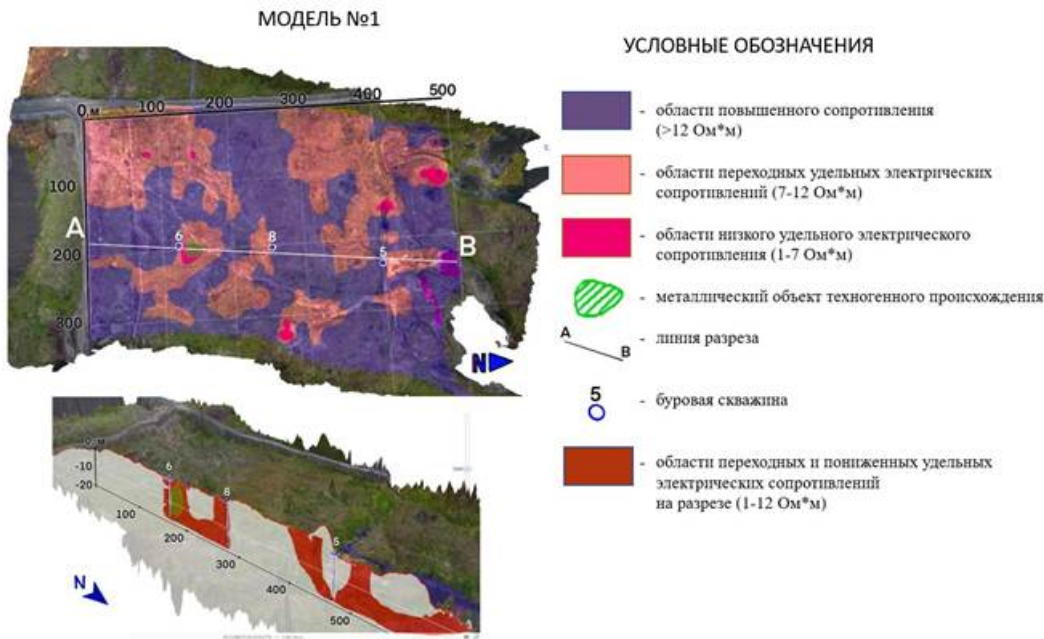 МОДЕЛЬ №1
0,м 100 200 300 400 500
100
A
200
300
6
8
5
B
N
0, м
-10
-20
100
200
300
400
500
6
8
5
N
УСЛОВНЫЕ ОБОЗНАЧЕНИЯ
- области повышенного сопротивления
(>12 Ом*м)
- области переходных удельных электрических
сопротивлений (7-12 Ом*м)
- области низкого удельного электрического
сопротивления (1-7 Ом*м)
- металлический объект техногенного происхождения
A
B
- линия разреза
5
- буровая скважина
- области переходных и пониженных удельных
электрических сопротивлений
на разрезе (1-12 Ом*м)